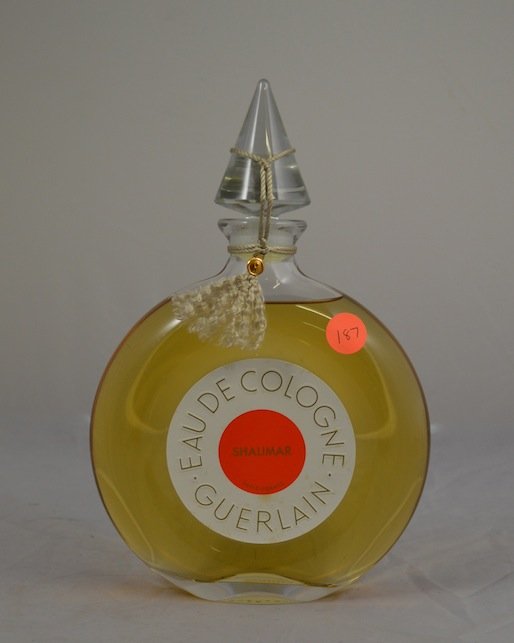 187
EAU DE COLOGNE
SHALIMAR
· GUERLAIN ·